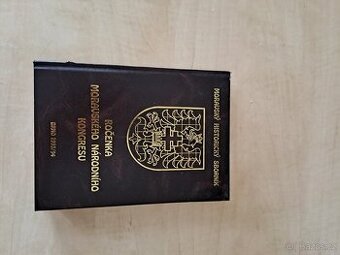 MORAVSKÝ HISTORICKÝ SBORNÍK
ROČENKA
MORAVSKÉHO NÁRODNÍHO
KONGRESU